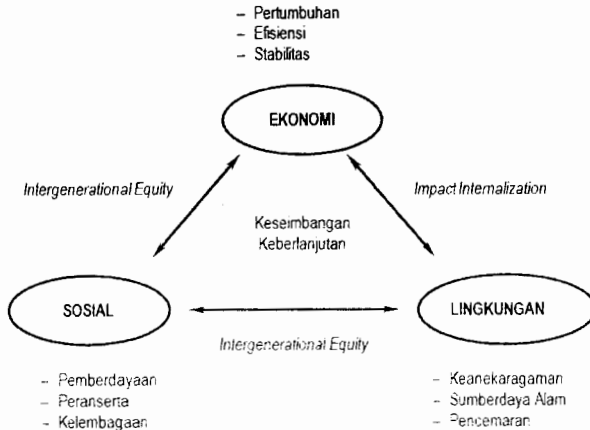 – Pertumbuhan
– Efisiensi
– Stabilitas
EKONOMI
Intergenerational Equity
Impact Internalization
Keseimbangan
Keberlanjutan
SOSIAL
LINGKUNGAN
Intergenerational Equity
– Pemberdayaan
– Peranserta
– Kelembagaan
– Keanekaragaman
– Sumberdaya Alam
– Pencemaran